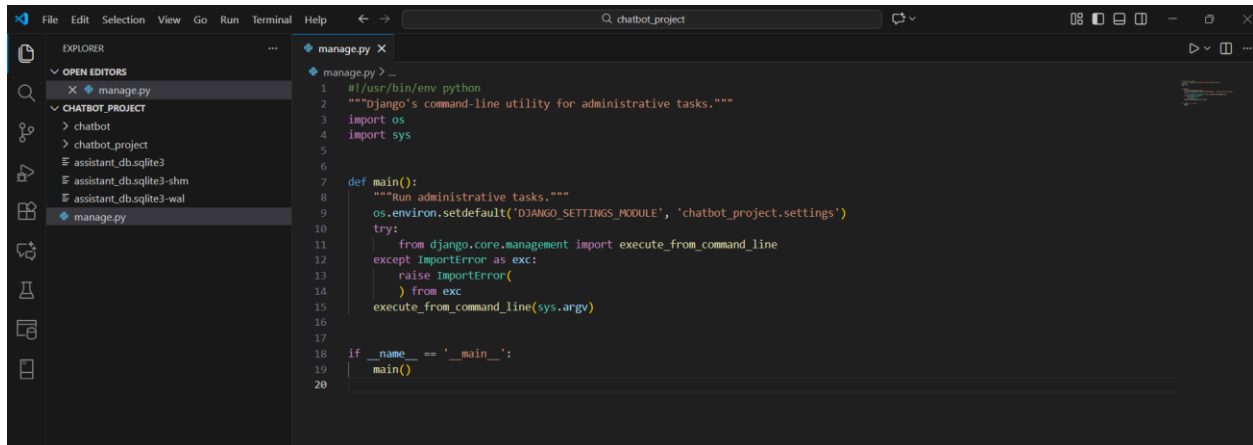 File Edit Selection View Go Run Terminal Help
chatbot_project
EXPLORER
OPEN EDITORS
manage.py
CHATBOT_PROJECT
chatbot
chatbot_project
assistant_db.sqlite3
assistant_db.sqlite3-shm
assistant_db.sqlite3-wal
manage.py
manage.py
manage.py > ...
1 #!/usr/bin/env python
2 """Django's command-line utility for administrative tasks."""
3 import os
4 import sys
5
6
7 def main():
8     """Run administrative tasks."""
9     os.environ.setdefault('DJANGO_SETTINGS_MODULE', 'chatbot_project.settings')
10     try:
11         from django.core.management import execute_from_command_line
12     except ImportError as exc:
13         raise ImportError(
14         ) from exc
15     execute_from_command_line(sys.argv)
16
17
18 if __name__ == '__main__':
19     main()
20